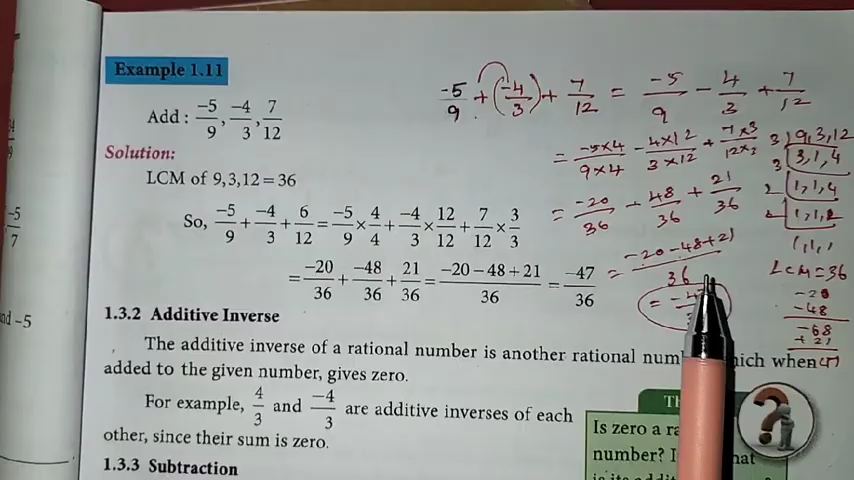 Example 1.11
Add : -5/9, -4/3, 7/12
Solution:
LCM of 9,3,12 = 36
So, -5/9 + -4/3 + 6/12 = -5/9 × 4/4 + -4/3 × 12/12 + 7/12 × 3/3
= -20/36 + -48/36 + 21/36 = -20 − 48 + 21/36 = -47/36
1.3.2 Additive Inverse
The additive inverse of a rational number is another rational num which when
added to the given number, gives zero.
For example, 4/3 and -4/3 are additive inverses of each
other, since their sum is zero.
1.3.3 Subtraction
Is zero a ra
number? I hat
-5/9 + (-4/3) + 7/12 = -5/9 - 4/3 + 7/12
= -5×4/9×4 - 4×12/3×12 + 7×3/12×3
= -20/36 - 48/36 + 21/36
= -20-48+21/36
3 | 9,3,12
3 | 3,1,4
2 | 1,1,4
2 | 1,1,2
1,1,1
LCM=36
-20
-48
-68
+21
47
-5/7
nd -5